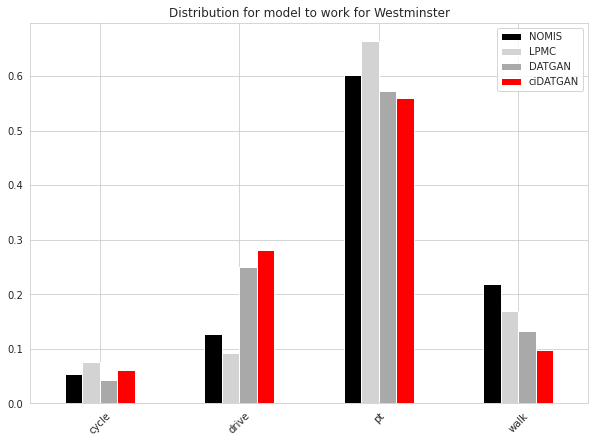 Distribution for model to work for Westminster
NOMIS
LPMC
DATGAN
ciDATGAN
0.6
0.5
0.4
0.3
0.2
0.1
0.0
cycle
drive
pt
walk